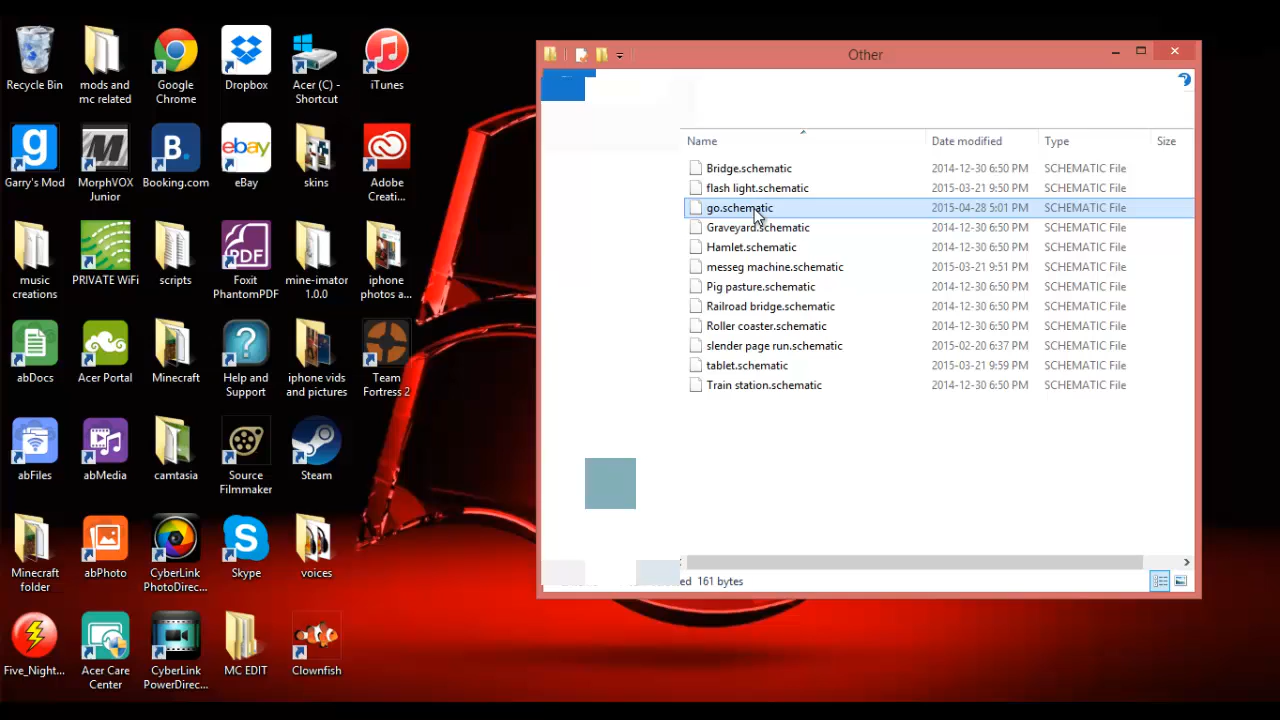 Recycle Bin
mods and
mc related
Google
Chrome
Dropbox
Acer (C) -
Shortcut
iTunes
Garry's Mod
MorphVOX
Junior
B.
Booking.com
ebay
eBay
skins
Adobe
Creati...
music
creations
PRIVATE WiFi
scripts
PDF
Foxit
PhantomPDF
mine-imator
1.0.0
iphone
photos a...
abDocs
Acer Portal
Minecraft
Help and
Support
iphone vids
and pictures
Team
Fortress 2
abFiles
abMedia
camtasia
Source
Filmmaker
Steam
Minecraft
folder
abPhoto
CyberLink
PhotoDirec...
Skype
voices
Five_Night...
Acer Care
Center
CyberLink
PowerDirec...
MC EDIT
Clownfish
Other
Name Date modified Type Size
Bridge.schematic 2014-12-30 6:50 PM SCHEMATIC File
flash light.schematic 2015-03-21 9:50 PM SCHEMATIC File
go.schematic 2015-04-28 5:01 PM SCHEMATIC File
Graveyard.schematic 2014-12-30 6:50 PM SCHEMATIC File
Hamlet.schematic 2014-12-30 6:50 PM SCHEMATIC File
messeg machine.schematic 2015-03-21 9:51 PM SCHEMATIC File
Pig pasture.schematic 2014-12-30 6:50 PM SCHEMATIC File
Railroad bridge.schematic 2014-12-30 6:50 PM SCHEMATIC File
Roller coaster.schematic 2014-12-30 6:50 PM SCHEMATIC File
slender page run.schematic 2015-02-20 6:37 PM SCHEMATIC File
tablet.schematic 2015-03-21 9:59 PM SCHEMATIC File
Train station.schematic 2014-12-30 6:50 PM SCHEMATIC File
ed 161 bytes